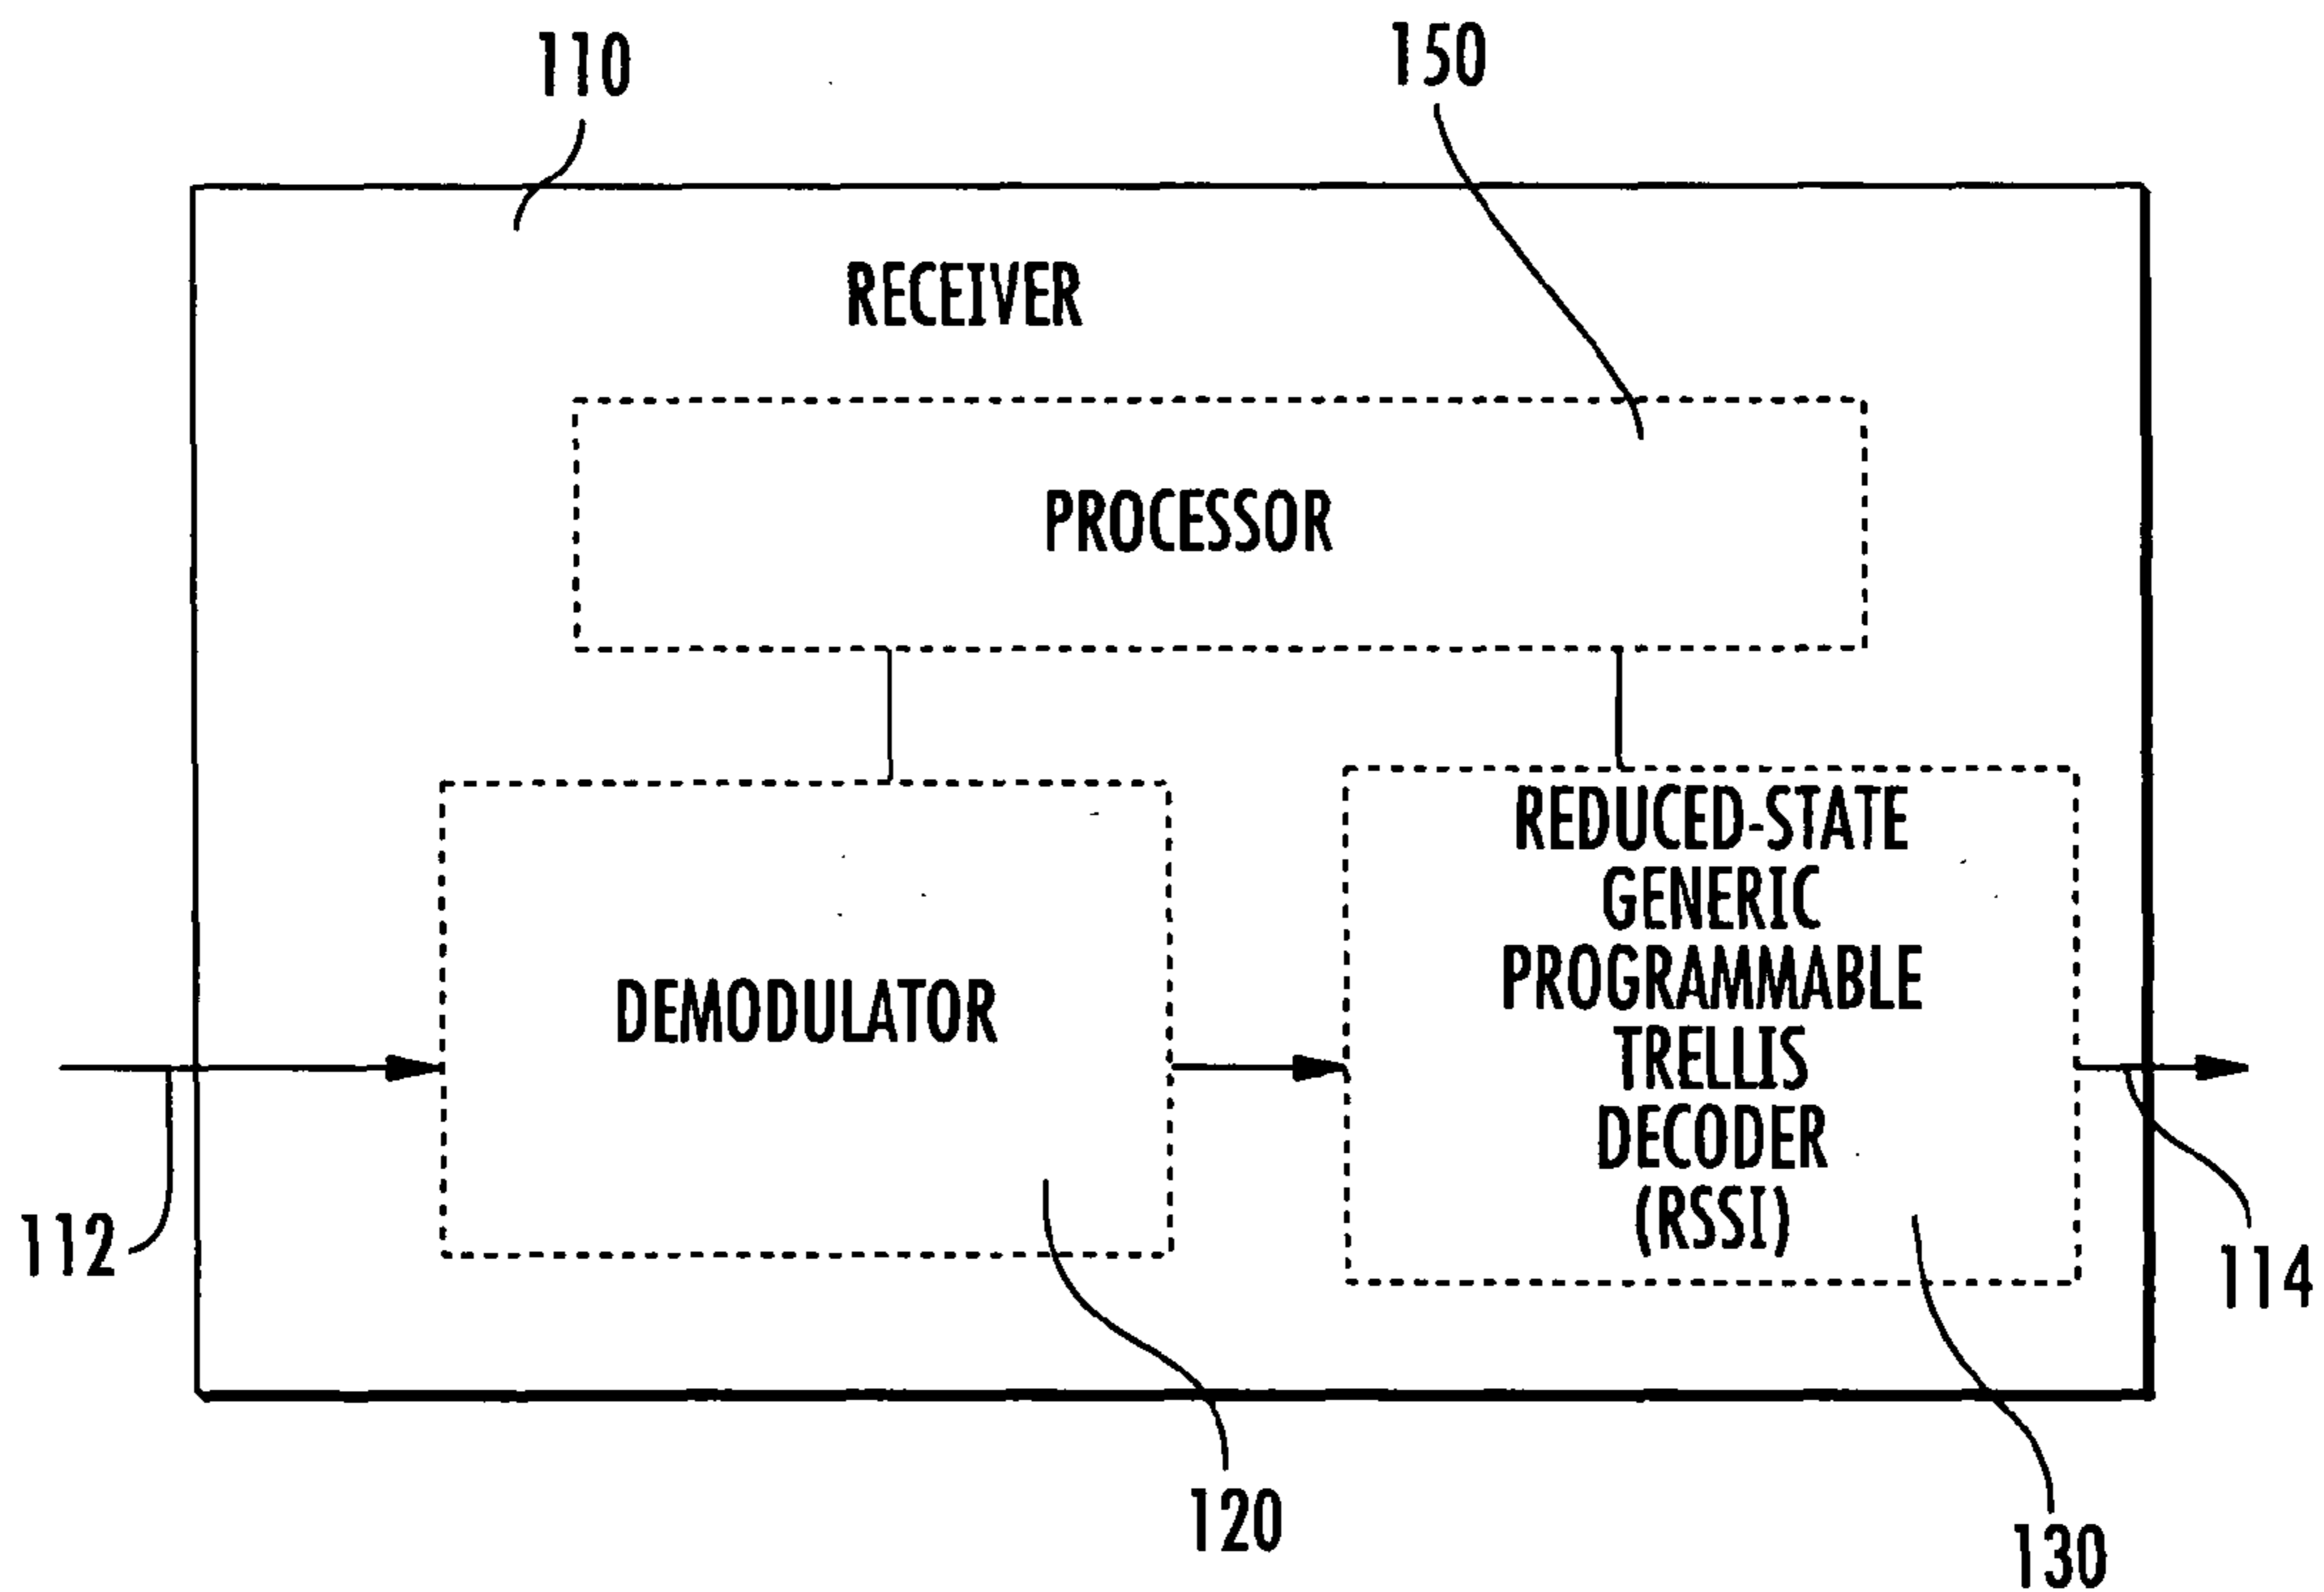 110
150
RECEIVER
PROCESSOR
DEMODULATOR
REDUCED-STATE
GENERIC
PROGRAMMABLE
TRELLIS
DECODER
(RSSI)
112
114
120
130